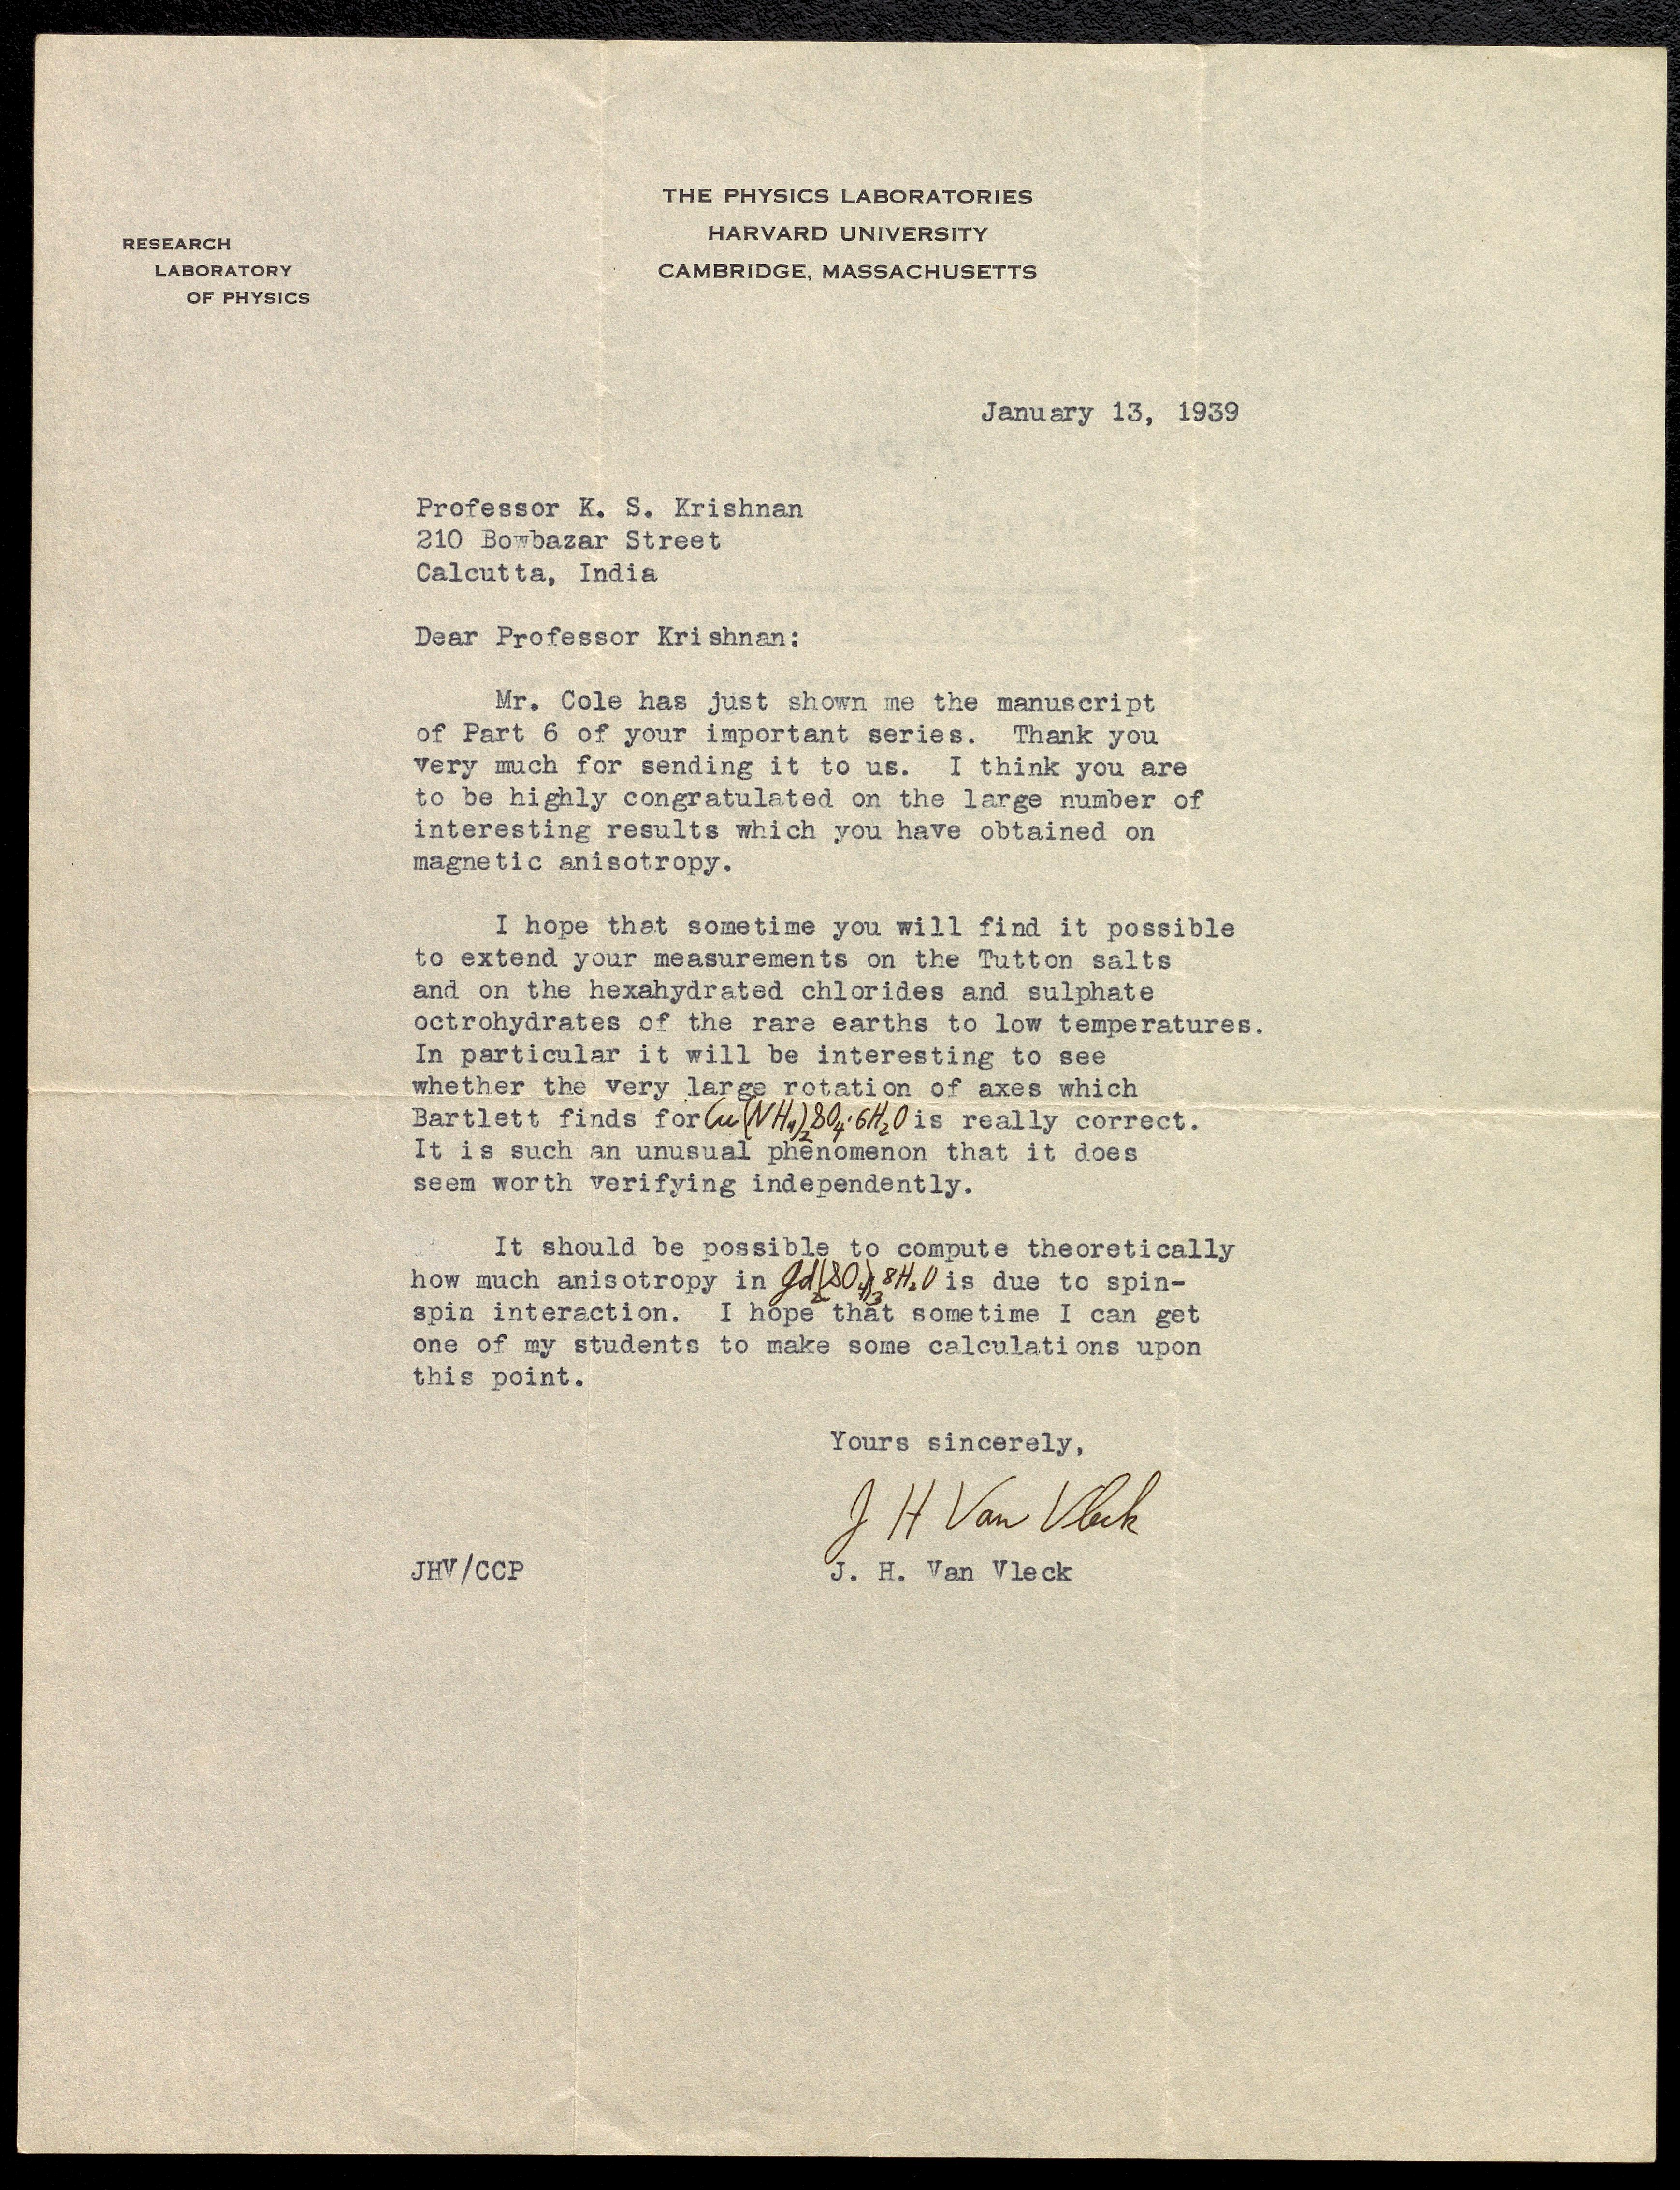 THE PHYSICS LABORATORIES
HARVARD UNIVERSITY
CAMBRIDGE, MASSACHUSETTS
RESEARCH
LABORATORY
OF PHYSICS
January 13, 1939
Professor K. S. Krishnan
210 Bowbazar Street
Calcutta, India
Dear Professor Krishnan:
Mr. Cole has just shown me the manuscript
of Part 6 of your important series. Thank you
very much for sending it to us. I think you are
to be highly congratulated on the large number of
interesting results which you have obtained on
magnetic anisotropy.
I hope that sometime you will find it possible
to extend your measurements on the Tutton salts
and on the hexahydrated chlorides and sulphate
octrohydrates of the rare earths to low temperatures.
In particular it will be interesting to see
whether the very large rotation of axes which
Bartlett finds for Cu(NH₄)₂SO₄·6H₂O is really correct.
It is such an unusual phenomenon that it does
seem worth verifying independently.
It should be possible to compute theoretically
how much anisotropy in Gd₂(SO₄)₃8H₂O is due to spin-
spin interaction. I hope that sometime I can get
one of my students to make some calculations upon
this point.
Yours sincerely,
J H Van Vleck
JHV/CCP J. H. Van Vleck